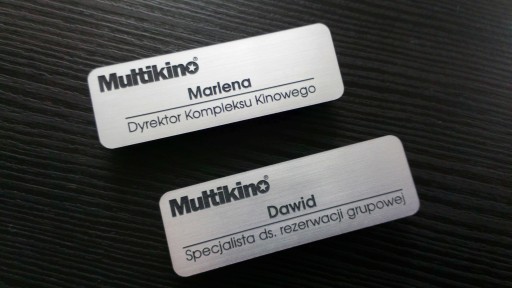 Multikino®
Marlena
Dyrektor Kompleksu Kinowego
Multikino®
Dawid
Specjalista ds. rezerwacji grupowej